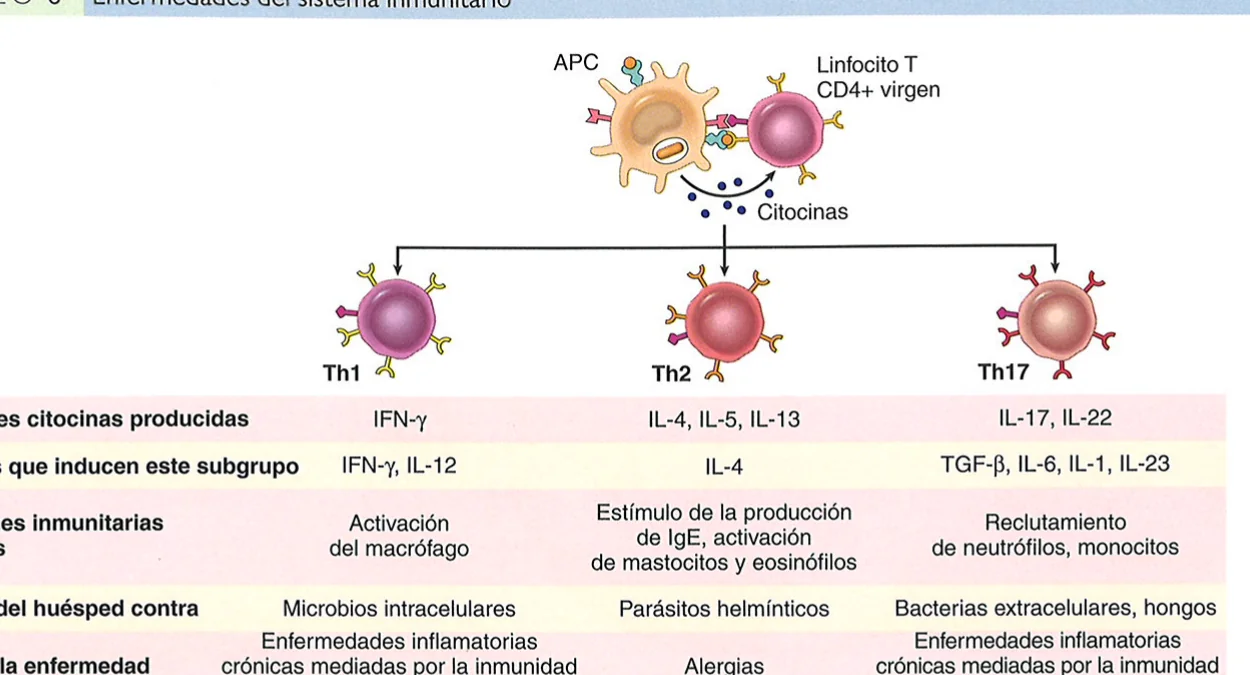 Enfermedades del sistema inmunitario
APC
Linfocito T
CD4+ virgen
Citocinas
Th1
Th2
Th17
es citocinas producidas
IFN-γ
IL-4, IL-5, IL-13
IL-17, IL-22
s que inducen este subgrupo
IFN-γ, IL-12
IL-4
TGF-β, IL-6, IL-1, IL-23
es inmunitarias
s
Activación
del macrófago
Estímulo de la producción
de IgE, activación
de mastocitos y eosinófilos
Reclutamiento
de neutrófilos, monocitos
del huésped contra
Microbios intracelulares
Parásitos helmínticos
Bacterias extracelulares, hongos
la enfermedad
Enfermedades inflamatorias
crónicas mediadas por la inmunidad
Alergias
Enfermedades inflamatorias
crónicas mediadas por la inmunidad